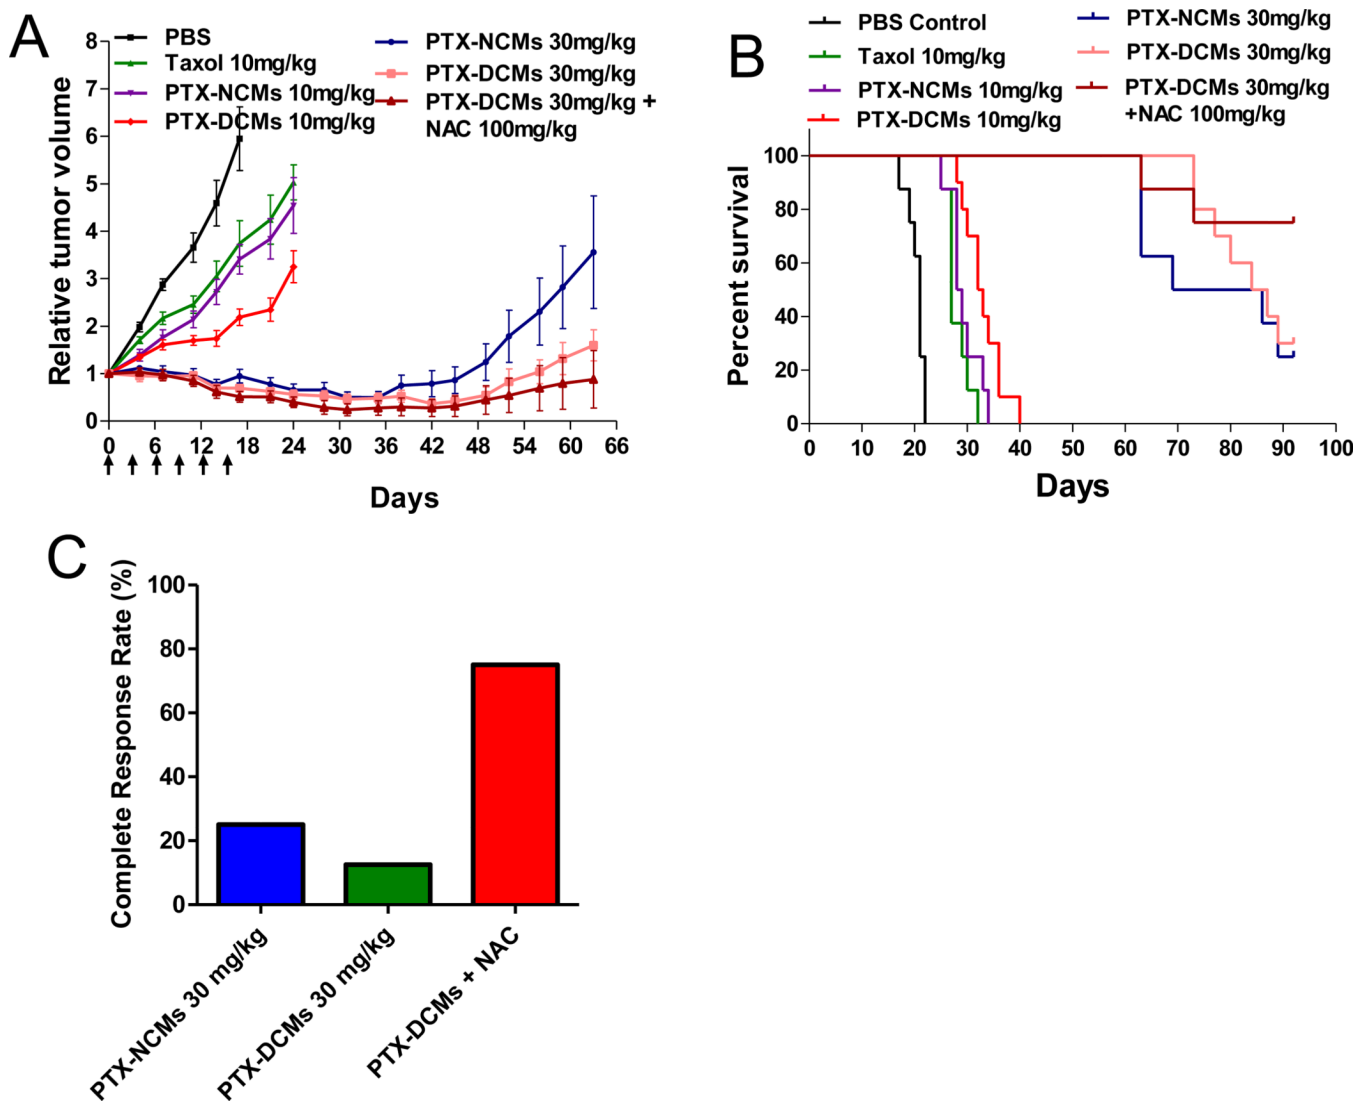 A
PBS
Taxol 10mg/kg
PTX-NCMs 10mg/kg
PTX-DCMs 10mg/kg
PTX-NCMs 30mg/kg
PTX-DCMs 30mg/kg
PTX-DCMs 30mg/kg +
NAC 100mg/kg
Relative tumor volume
8
7
6
5
4
3
2
1
0
0 6 12 18 24 30 36 42 48 54 60 66
Days
B
PBS Control
Taxol 10mg/kg
PTX-NCMs 10mg/kg
PTX-DCMs 10mg/kg
PTX-NCMs 30mg/kg
PTX-DCMs 30mg/kg
PTX-DCMs 30mg/kg
+NAC 100mg/kg
Percent survival
100
80
60
40
20
0
0 10 20 30 40 50 60 70 80 90 100
Days
C
Complete Response Rate (%)
100
80
60
40
20
0
PTX-NCMs 30 mg/kg
PTX-DCMs 30 mg/kg
PTX-DCMs + NAC